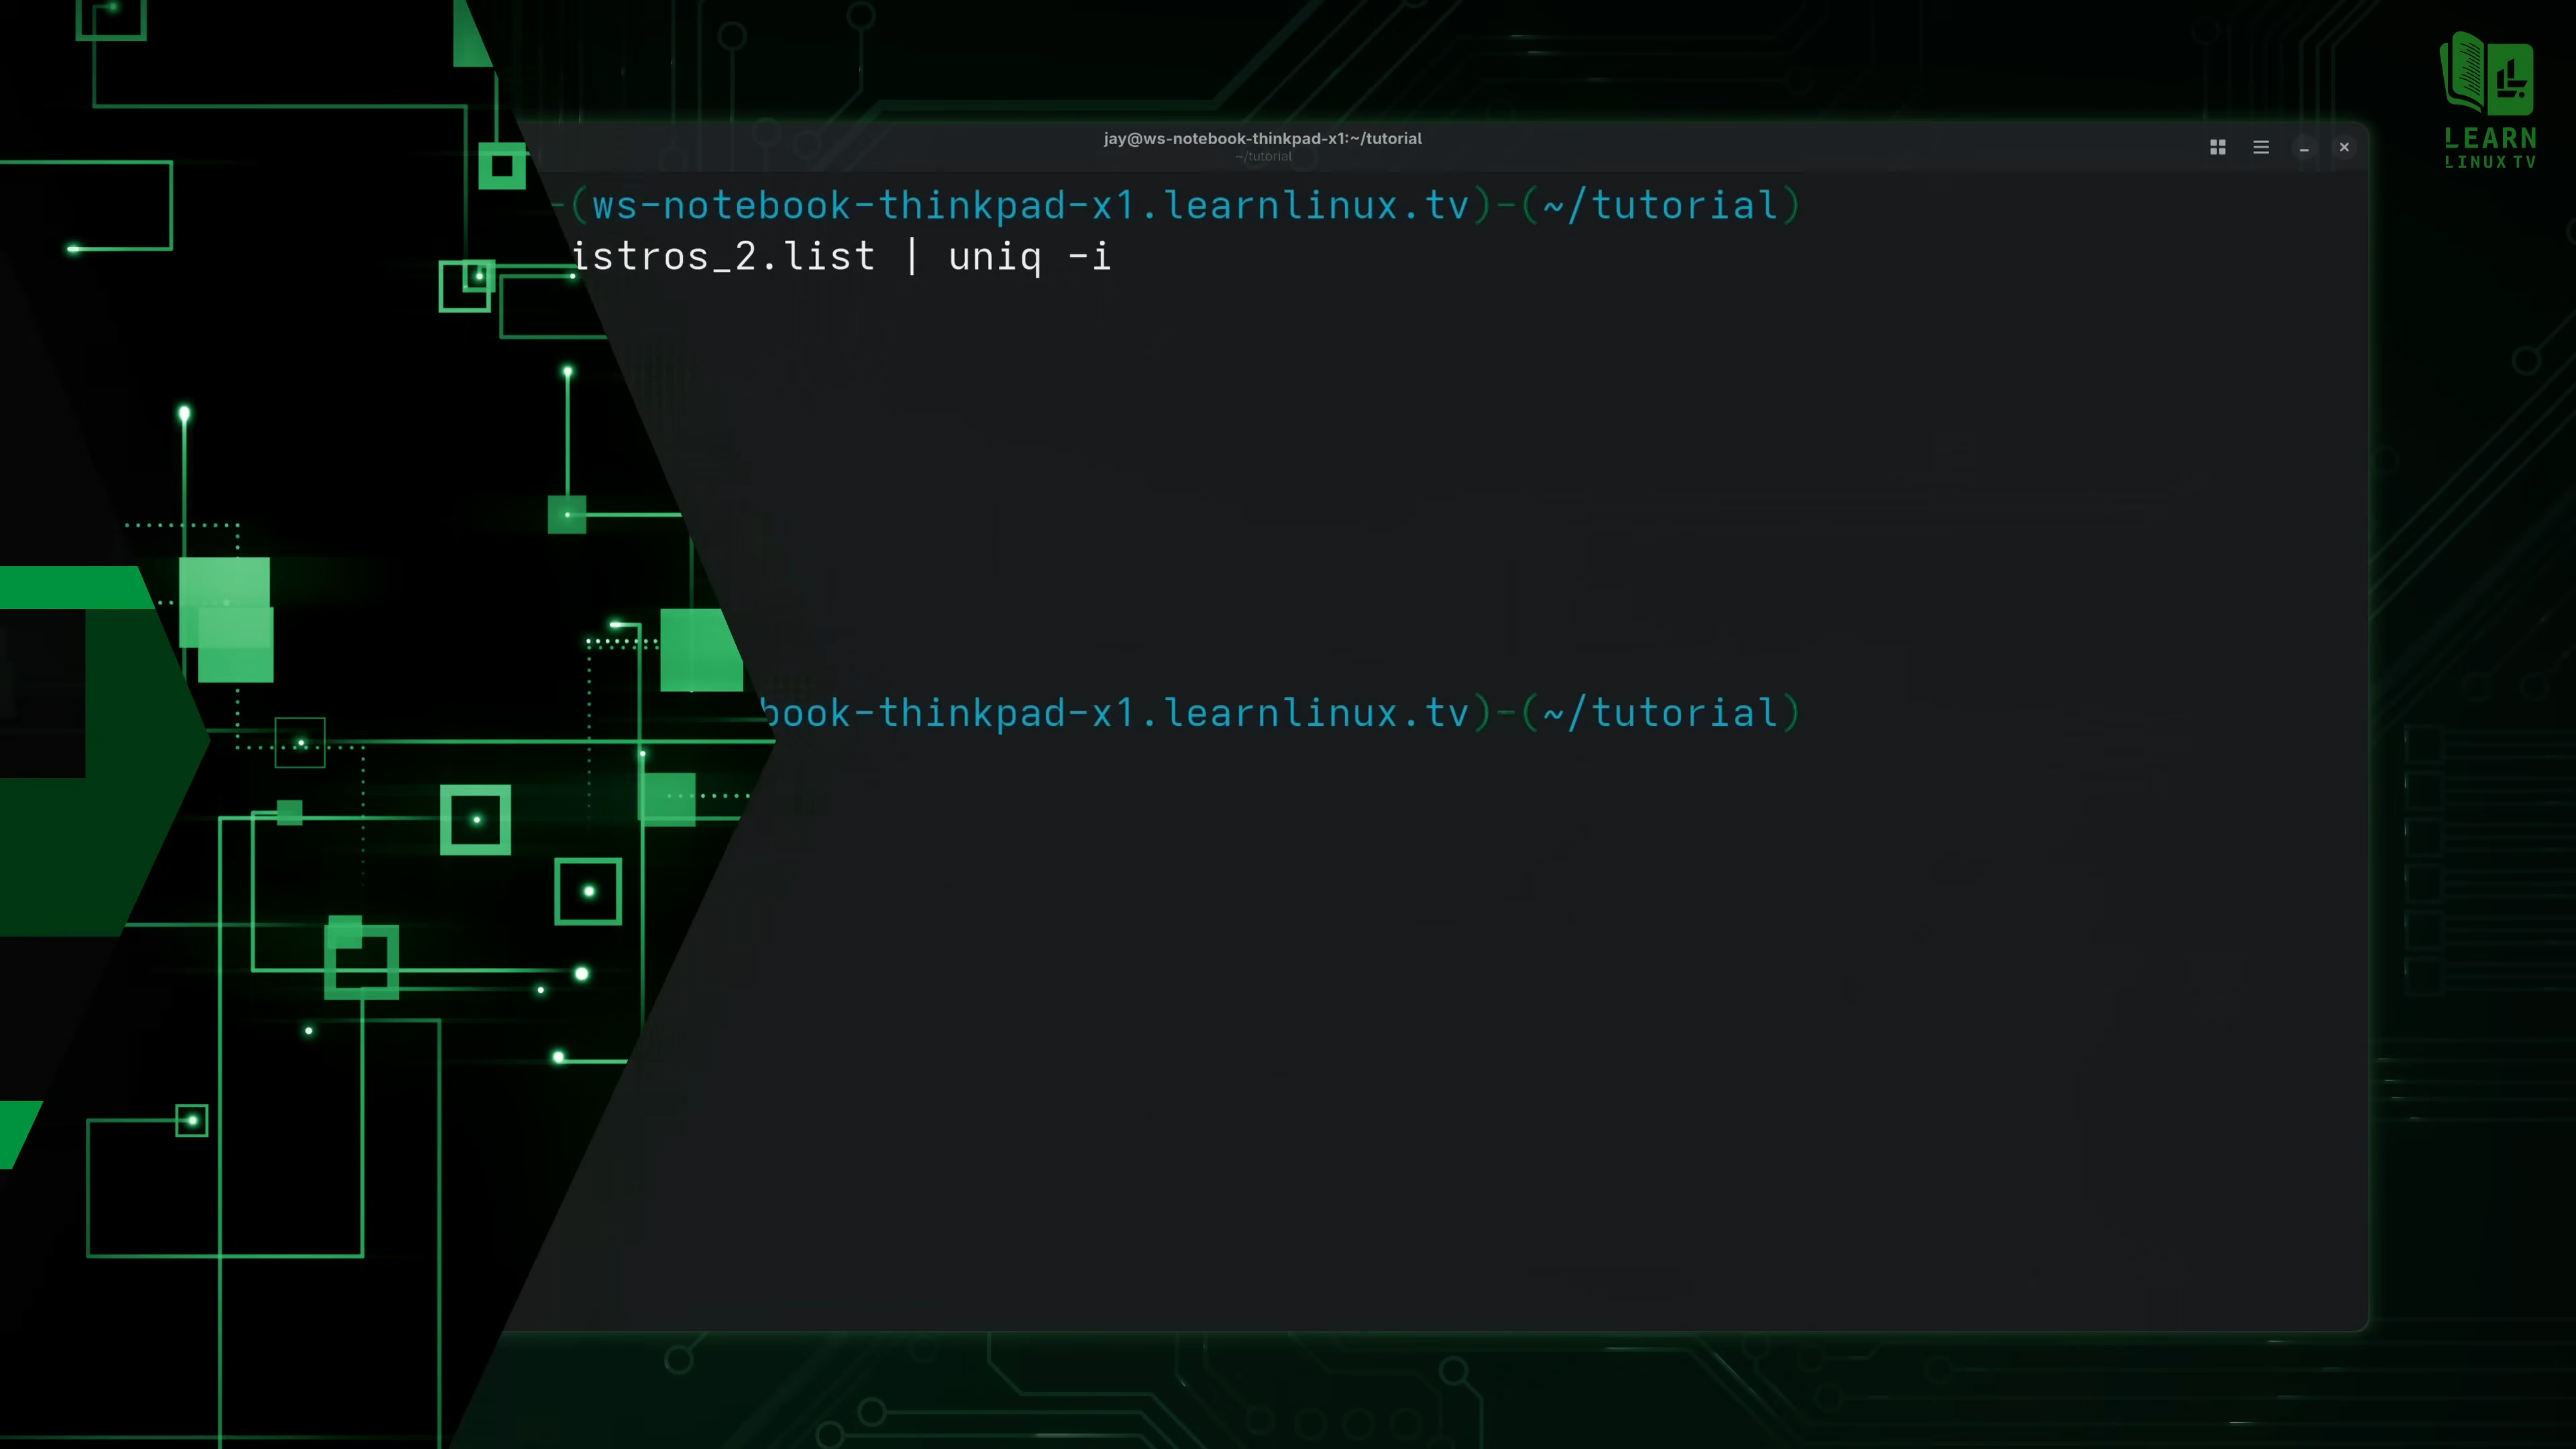 jay@ws-notebook-thinkpad-x1:~/tutorial
~/tutorial
LEARN
LINUX TV
-(ws-notebook-thinkpad-x1.learnlinux.tv)-(~/tutorial)
istros_2.list | uniq -i
book-thinkpad-x1.learnlinux.tv)-(~/tutorial)